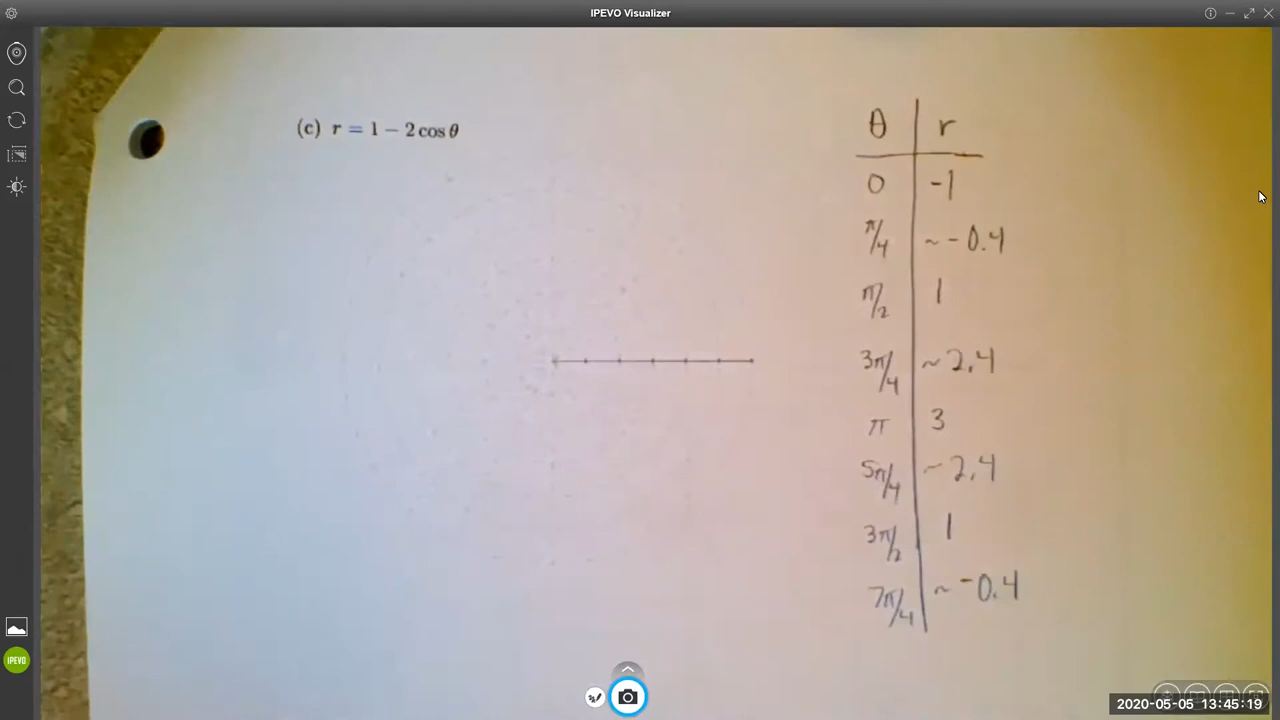 IPEVO Visualizer
(c) r = 1 − 2 cos θ
θ r
0 -1
π/4 ~ -0.4
π/2 1
3π/4 ~ 2.4
π 3
5π/4 ~ 2.4
3π/2 1
7π/4 ~ -0.4
IPEVO
2020-05-05 13:45:19